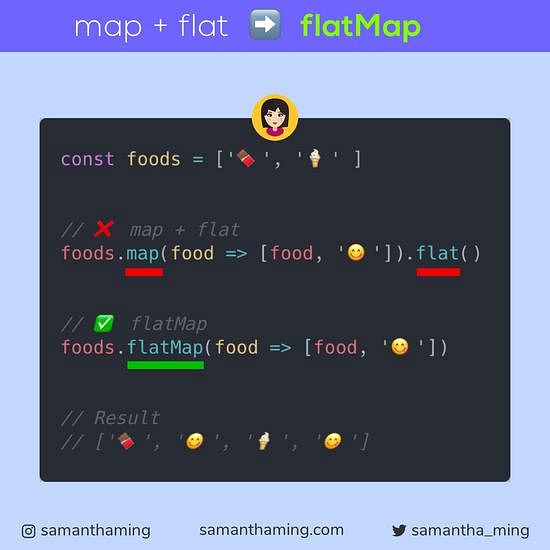 map + flat ➡️ flatMap
const foods = ['🍫', '🍦' ]
// ❌ map + flat
foods.map(food => [food, '😋']).flat()
// ✅ flatMap
foods.flatMap(food => [food, '😋'])
// Result
// ['🍫', '😋', '🍦', '😋']
samanthaming samanthaming.com samantha_ming